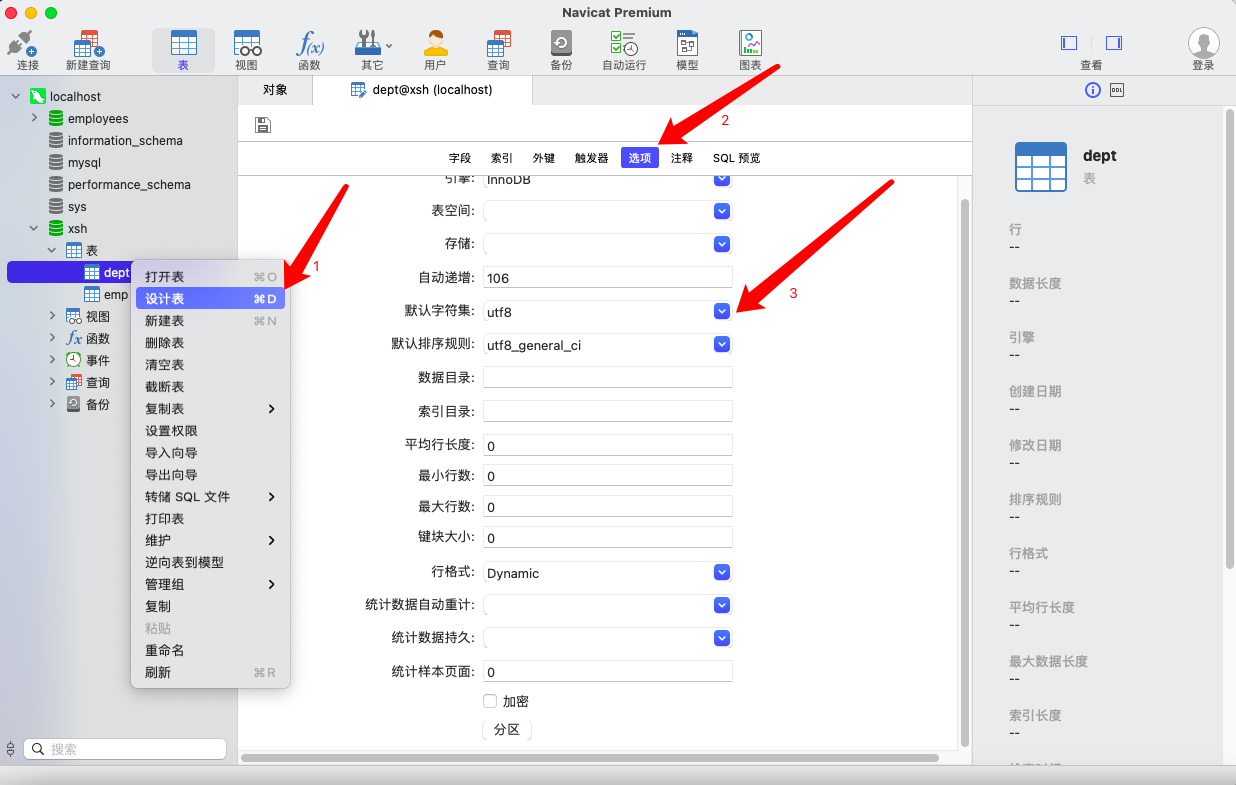 Navicat Premium
连接
新建查询
表
视图
函数
其它
用户
查询
备份
自动运行
模型
图表
查看
登录
localhost
employees
information_schema
mysql
performance_schema
sys
xsh
表
dept
emp
视图
函数
事件
查询
备份
搜索
打开表 ⌘O
设计表 ⌘D
新建表 ⌘N
删除表
清空表
截断表
复制表
设置权限
导入向导
导出向导
转储 SQL 文件
打印表
维护
逆向表到模型
管理组
复制
粘贴
重命名
刷新 ⌘R
1
对象
dept@xsh (localhost)
2
字段 索引 外键 触发器 选项 注释 SQL 预览
引擎: InnoDB
表空间:
存储:
自动递增: 106
3
默认字符集: utf8
默认排序规则: utf8_general_ci
数据目录:
索引目录:
平均行长度: 0
最小行数: 0
最大行数: 0
键块大小: 0
行格式: Dynamic
统计数据自动重计:
统计数据持久:
统计样本页面: 0
加密
分区
DDL
dept
表
行
--
数据长度
--
引擎
--
创建日期
--
修改日期
--
排序规则
--
行格式
--
平均行长度
--
最大数据长度
--
索引长度
--